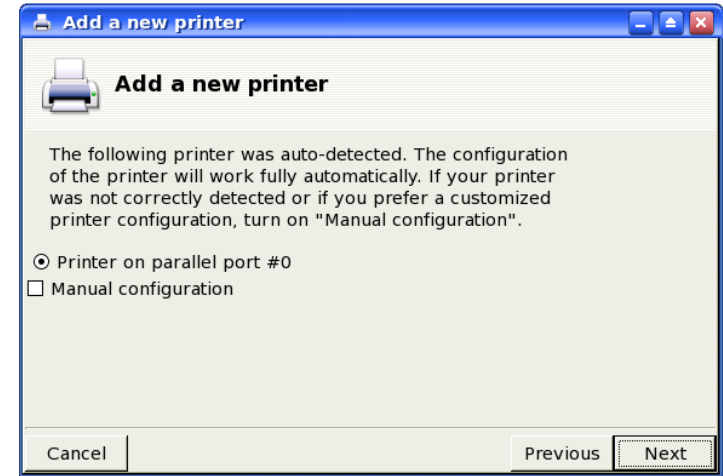 Add a new printer
Add a new printer
The following printer was auto-detected. The configuration
of the printer will work fully automatically. If your printer
was not correctly detected or if you prefer a customized
printer configuration, turn on "Manual configuration".
Printer on parallel port #0
Manual configuration
Cancel
Previous
Next